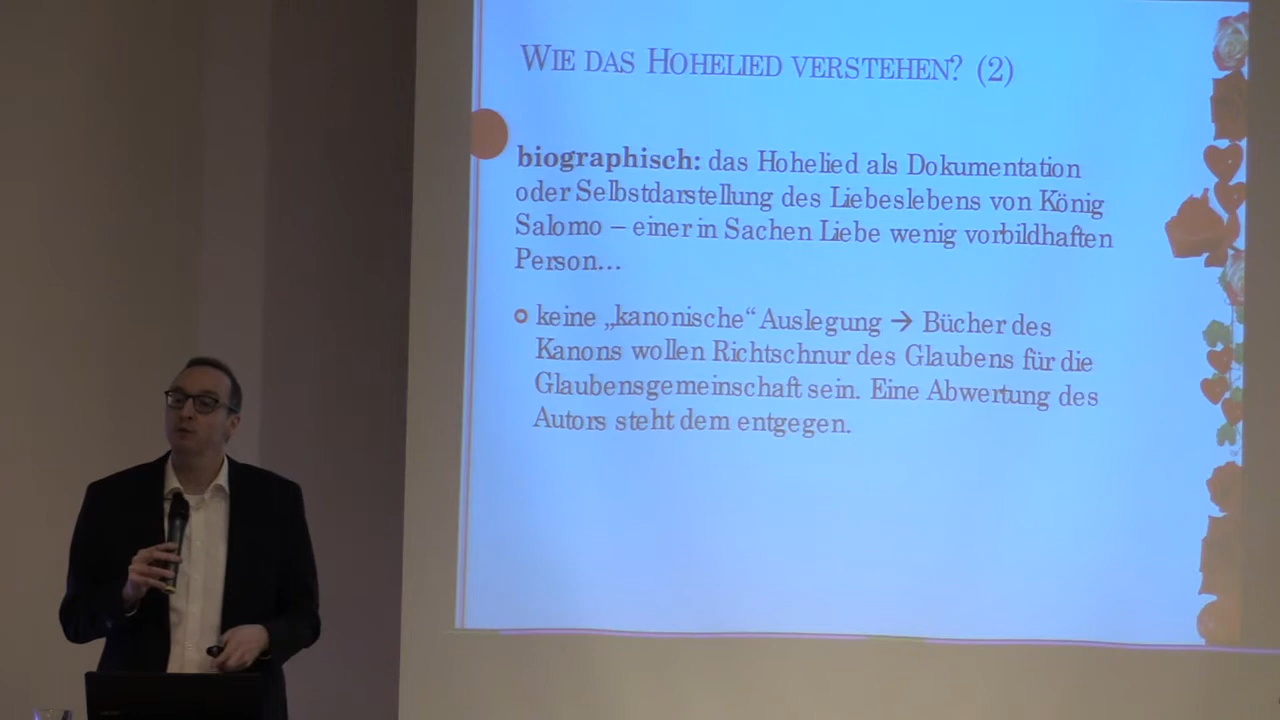 WIE DAS HOHELIED VERSTEHEN? (2)
biographisch: das Hohelied als Dokumentation
oder Selbstdarstellung des Liebeslebens von König
Salomo – einer in Sachen Liebe wenig vorbildhaften
Person…
keine „kanonische“ Auslegung → Bücher des
Kanons wollen Richtschnur des Glaubens für die
Glaubensgemeinschaft sein. Eine Abwertung des
Autors steht dem entgegen.